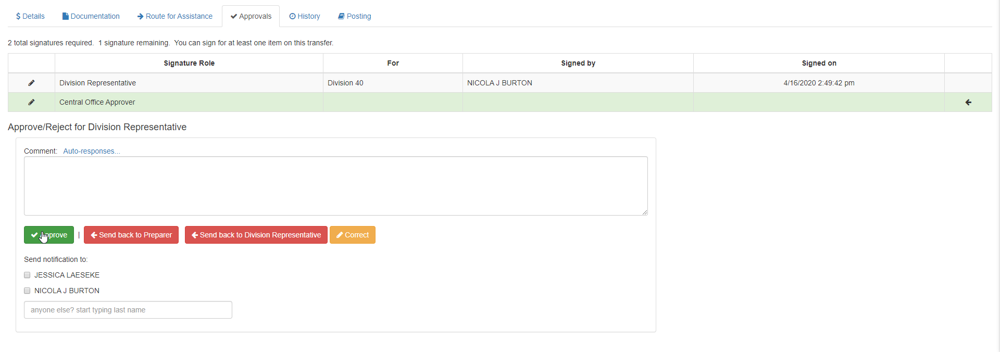 Details Documentation Route for Assistance Approvals History Posting
2 total signatures required. 1 signature remaining. You can sign for at least one item on this transfer.
Signature Role For Signed by Signed on
Division Representative Division 40 NICOLA J BURTON 4/16/2020 2:49:42 pm
Central Office Approver
Approve/Reject for Division Representative
Comment: Auto-responses...
Approve | Send back to Preparer Send back to Division Representative Correct
Send notification to:
JESSICA LAESEKE
NICOLA J BURTON
anyone else? start typing last name